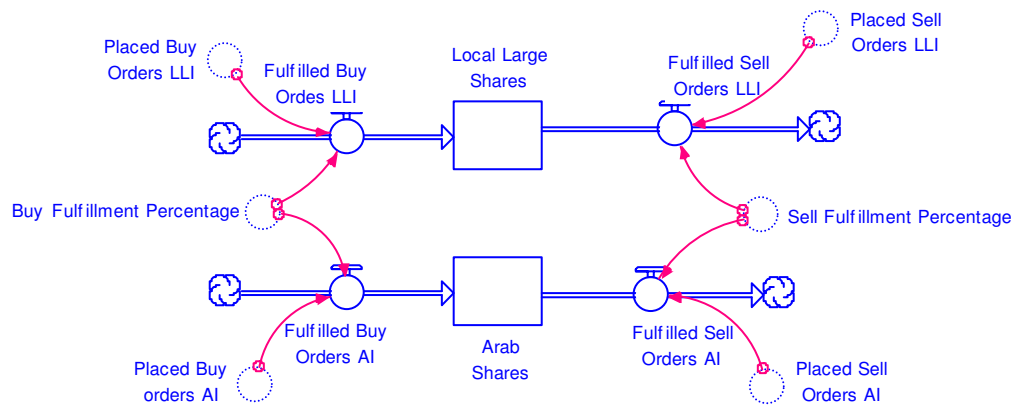 Placed Buy
Orders LLI
Fulfilled Buy
Ordes LLI
Local Large
Shares
Fulfilled Sell
Orders LLI
Placed Sell
Orders LLI
Buy Fulfillment Percentage
Sell Fulfillment Percentage
Fulfilled Buy
Orders AI
Arab
Shares
Fulfilled Sell
Orders AI
Placed Buy
orders AI
Placed Sell
Orders AI